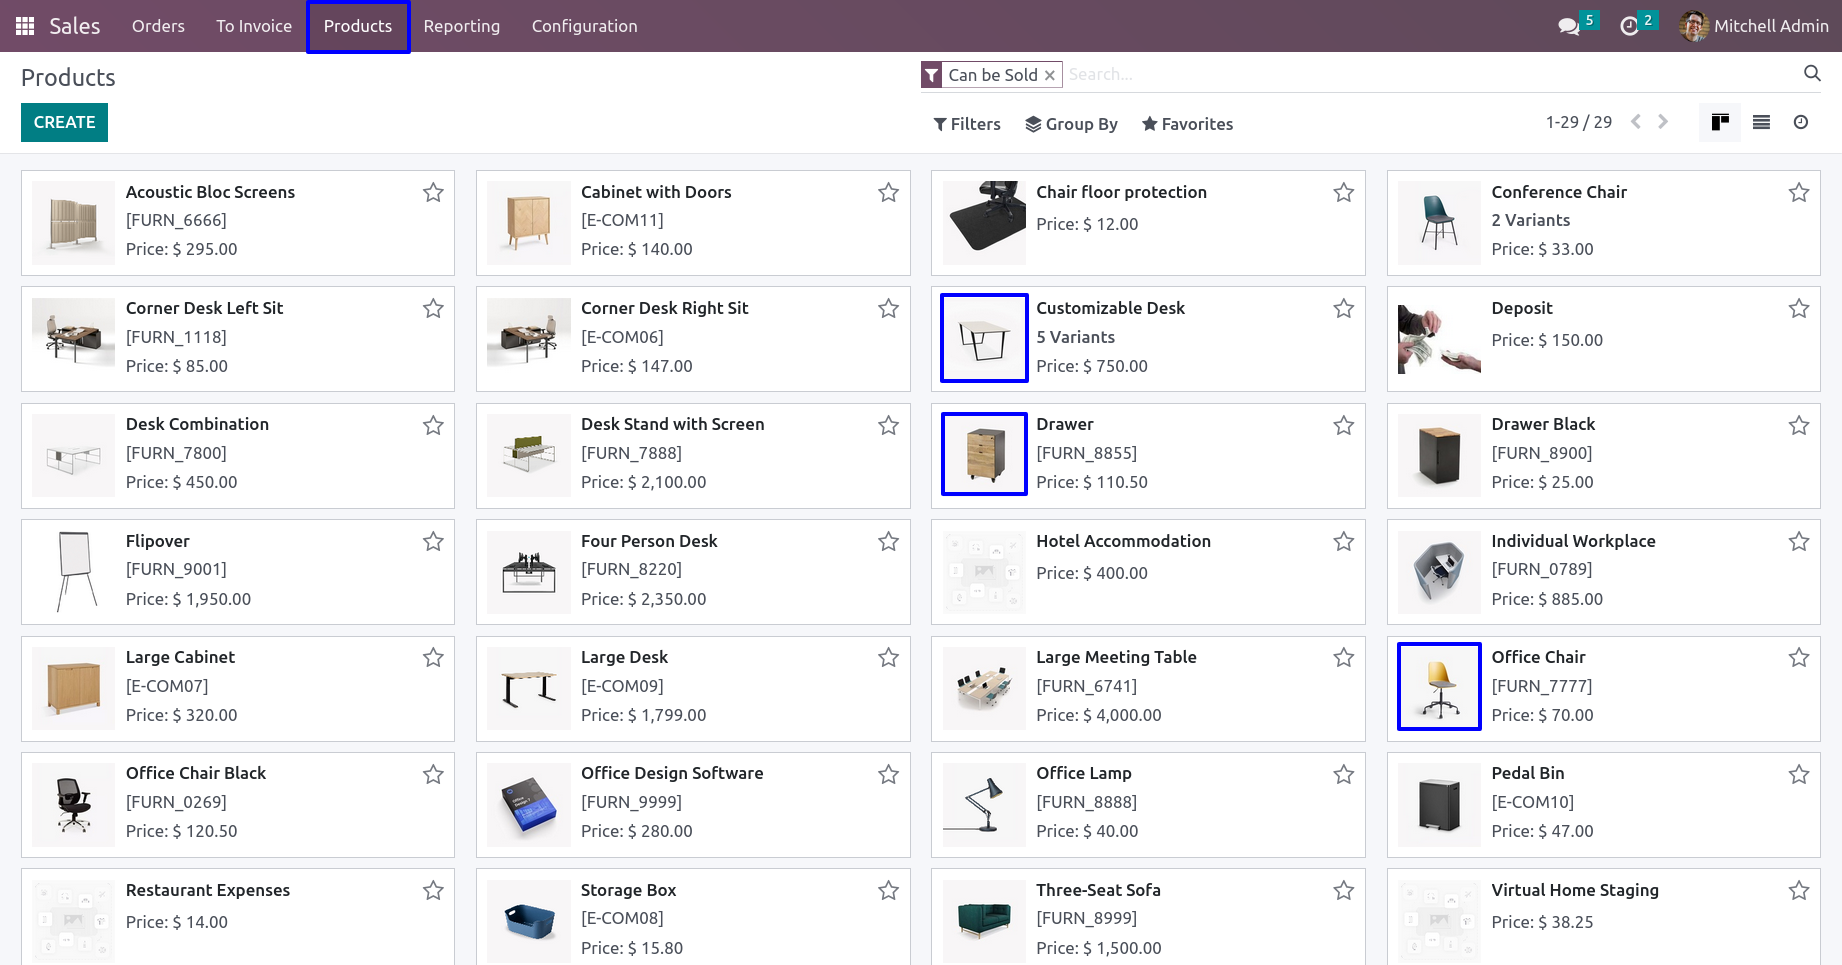 Sales Orders To Invoice Products Reporting Configuration 5 2 Mitchell Admin
Products
Can be Sold × Search...
CREATE
Filters Group By Favorites 1-29 / 29
Acoustic Bloc Screens
[FURN_6666]
Price: $ 295.00
Cabinet with Doors
[E-COM11]
Price: $ 140.00
Chair floor protection
Price: $ 12.00
Conference Chair
2 Variants
Price: $ 33.00
Corner Desk Left Sit
[FURN_1118]
Price: $ 85.00
Corner Desk Right Sit
[E-COM06]
Price: $ 147.00
Customizable Desk
5 Variants
Price: $ 750.00
Deposit
Price: $ 150.00
Desk Combination
[FURN_7800]
Price: $ 450.00
Desk Stand with Screen
[FURN_7888]
Price: $ 2,100.00
Drawer
[FURN_8855]
Price: $ 110.50
Drawer Black
[FURN_8900]
Price: $ 25.00
Flipover
[FURN_9001]
Price: $ 1,950.00
Four Person Desk
[FURN_8220]
Price: $ 2,350.00
Hotel Accommodation
Price: $ 400.00
Individual Workplace
[FURN_0789]
Price: $ 885.00
Large Cabinet
[E-COM07]
Price: $ 320.00
Large Desk
[E-COM09]
Price: $ 1,799.00
Large Meeting Table
[FURN_6741]
Price: $ 4,000.00
Office Chair
[FURN_7777]
Price: $ 70.00
Office Chair Black
[FURN_0269]
Price: $ 120.50
Office Design Software
[FURN_9999]
Price: $ 280.00
Office Lamp
[FURN_8888]
Price: $ 40.00
Pedal Bin
[E-COM10]
Price: $ 47.00
Restaurant Expenses
Price: $ 14.00
Storage Box
[E-COM08]
Price: $ 15.80
Three-Seat Sofa
[FURN_8999]
Price: $ 1,500.00
Virtual Home Staging
Price: $ 38.25